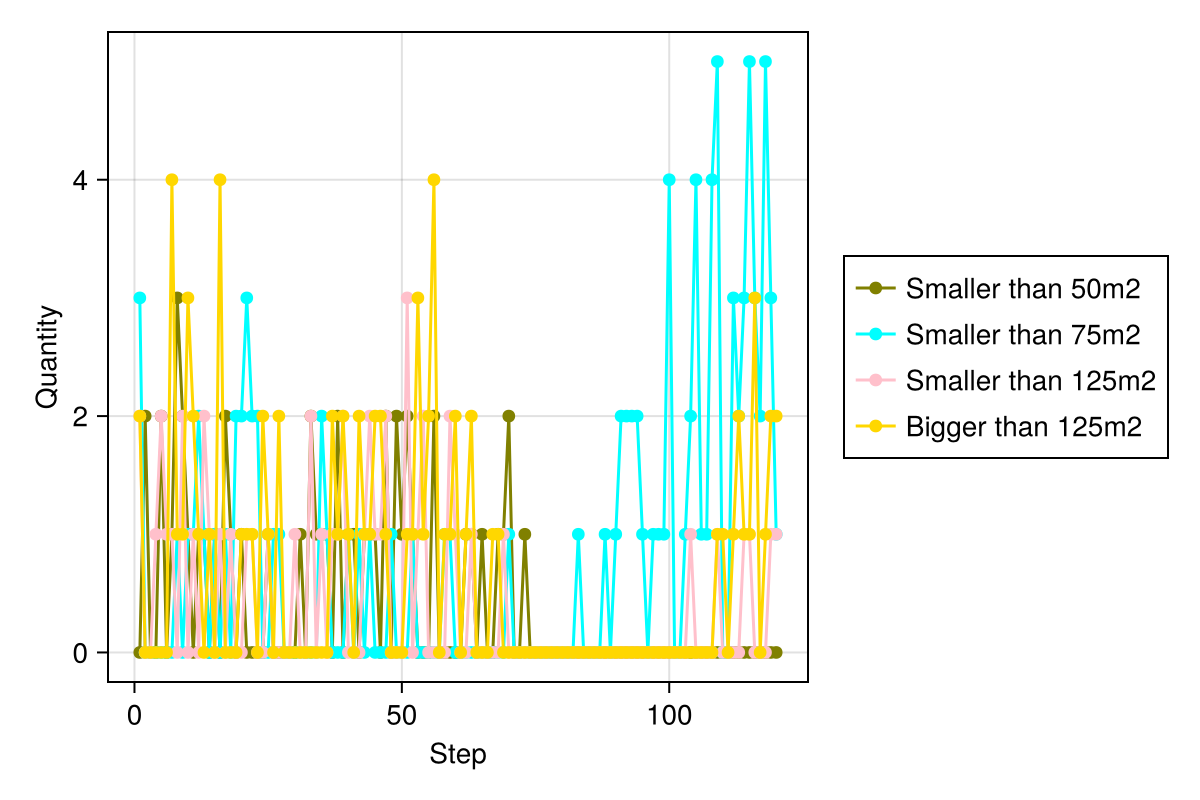 4
2
0
Quantity
0
50
100
Step
Smaller than 50m2
Smaller than 75m2
Smaller than 125m2
Bigger than 125m2